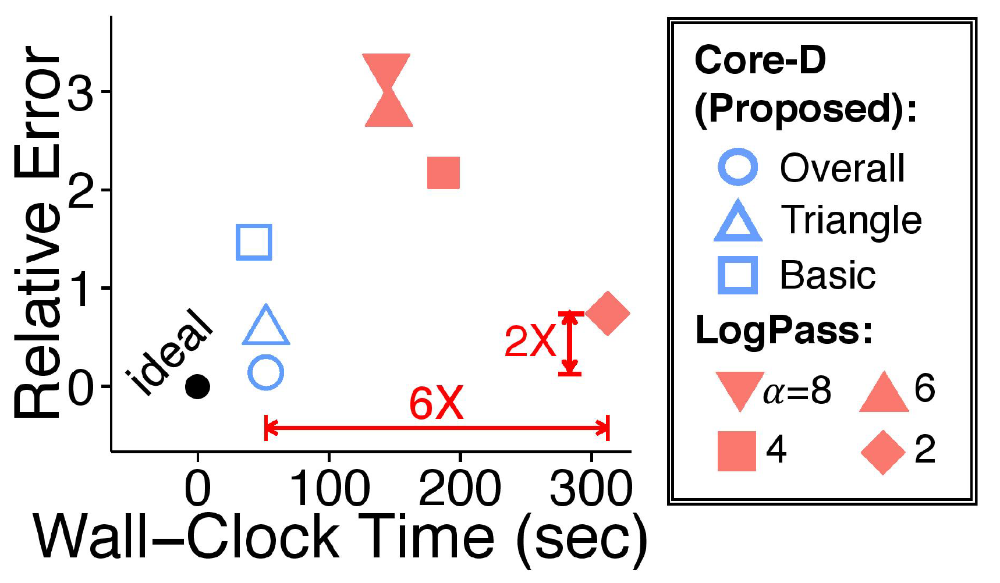 Relative Error
3
2
1
0
ideal
2X
6X
0 100 200 300
Wall–Clock Time (sec)
Core-D
(Proposed):
Overall
Triangle
Basic
LogPass:
α=8 6
4 2